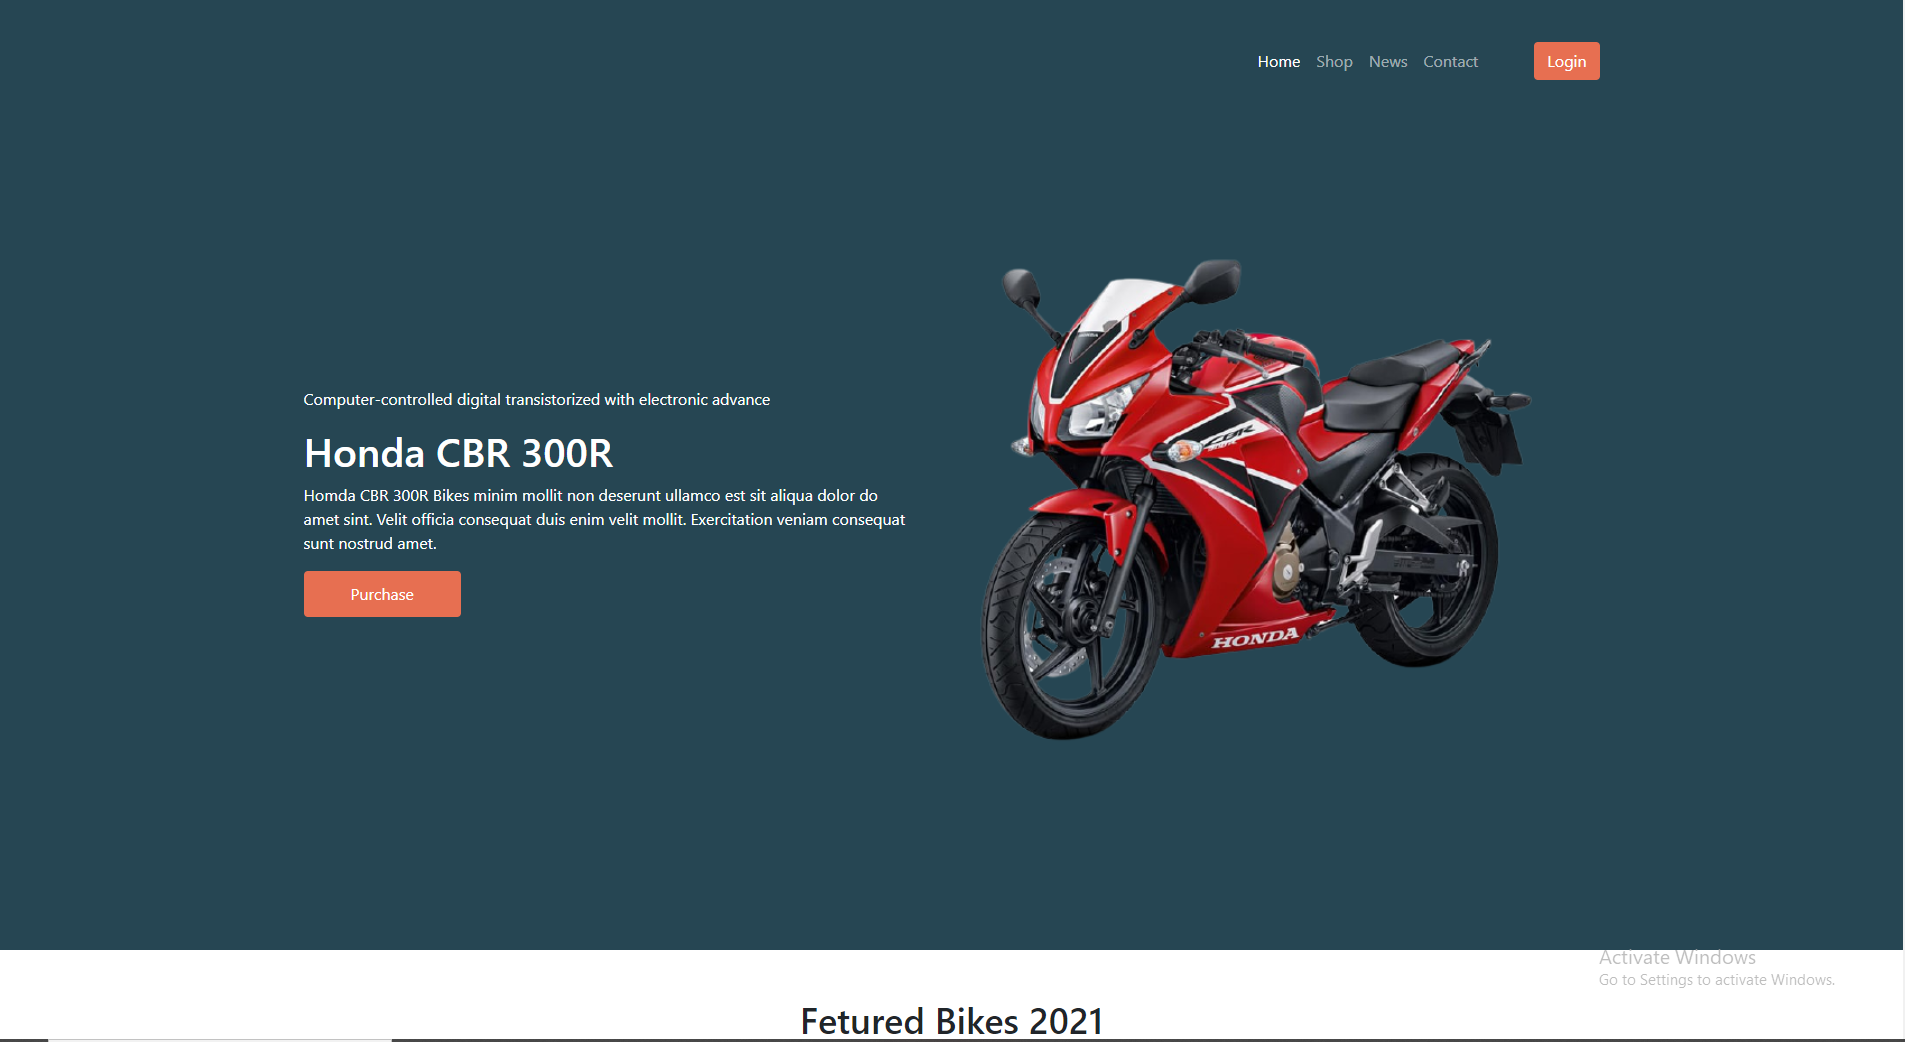 Home Shop News Contact Login
Computer-controlled digital transistorized with electronic advance
Honda CBR 300R
Homda CBR 300R Bikes minim mollit non deserunt ullamco est sit aliqua dolor do
amet sint. Velit officia consequat duis enim velit mollit. Exercitation veniam consequat
sunt nostrud amet.
Purchase
HONDA
CBR
HONDA
Activate Windows
Go to Settings to activate Windows.
Fetured Bikes 2021